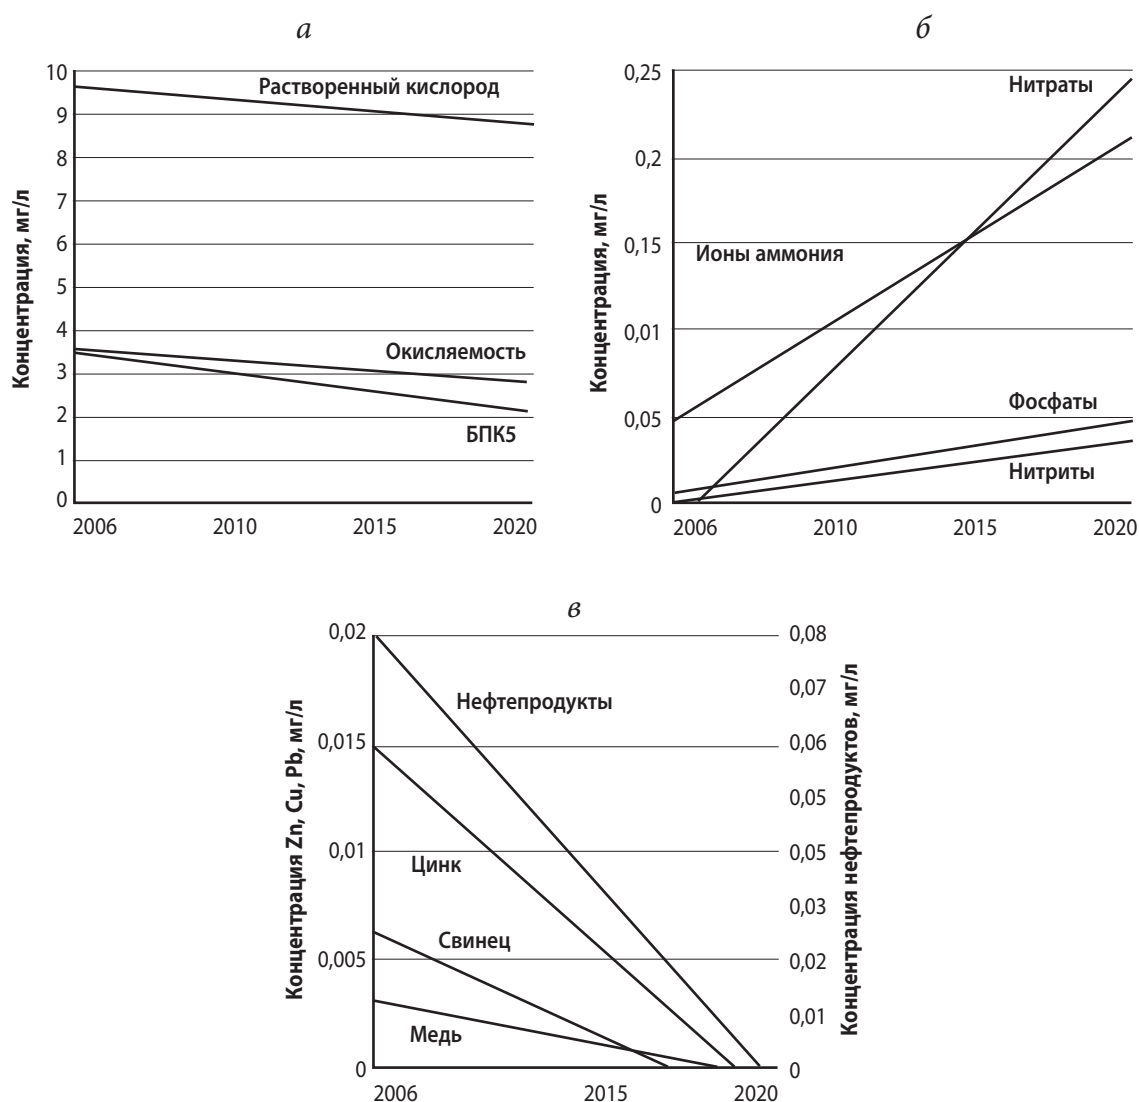 а
Концентрация, мг/л
10
9
8
7
6
5
4
3
2
1
0
Растворенный кислород
Окисляемость
БПК5
2006 2010 2015 2020
б
Концентрация, мг/л
0,25
0,2
0,15
0,01
0,05
0
Нитраты
Ионы аммония
Фосфаты
Нитриты
2006 2010 2015 2020
в
Концентрация Zn, Cu, Pb, мг/л
0,02
0,015
0,01
0,005
0
Нефтепродукты
Цинк
Свинец
Медь
0,08
0,07
0,06
0,05
0,05
0,03
0,02
0,01
0
Концентрация нефтепродуктов, мг/л
2006 2015 2020